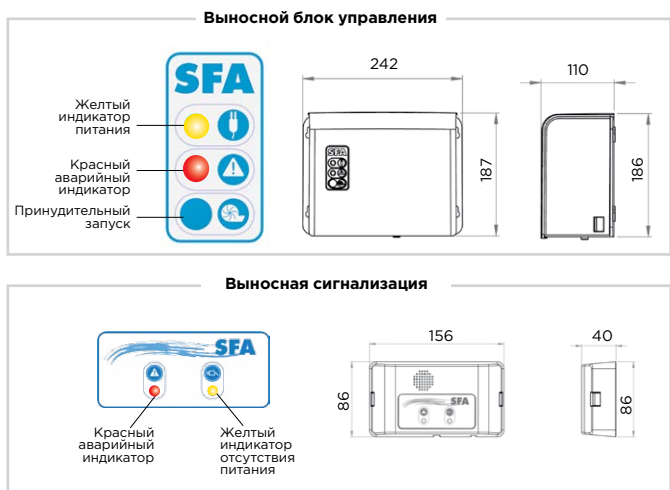 Выносной блок управления
SFA
Желтый
индикатор
питания
Красный
аварийный
индикатор
Принудительный
запуск
242
SFA
187
110
186
Выносная сигнализация
SFA
Красный
аварийный
индикатор
Желтый
индикатор
отсутствия
питания
156
86
SFA
40
86